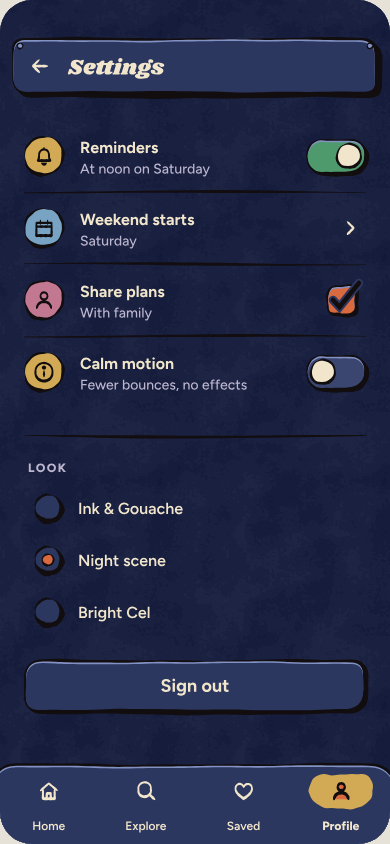 Settings
Reminders
At noon on Saturday
Weekend starts
Saturday
Share plans
With family
Calm motion
Fewer bounces, no effects
LOOK
Ink & Gouache
Night scene
Bright Cel
Sign out
Home Explore Saved Profile